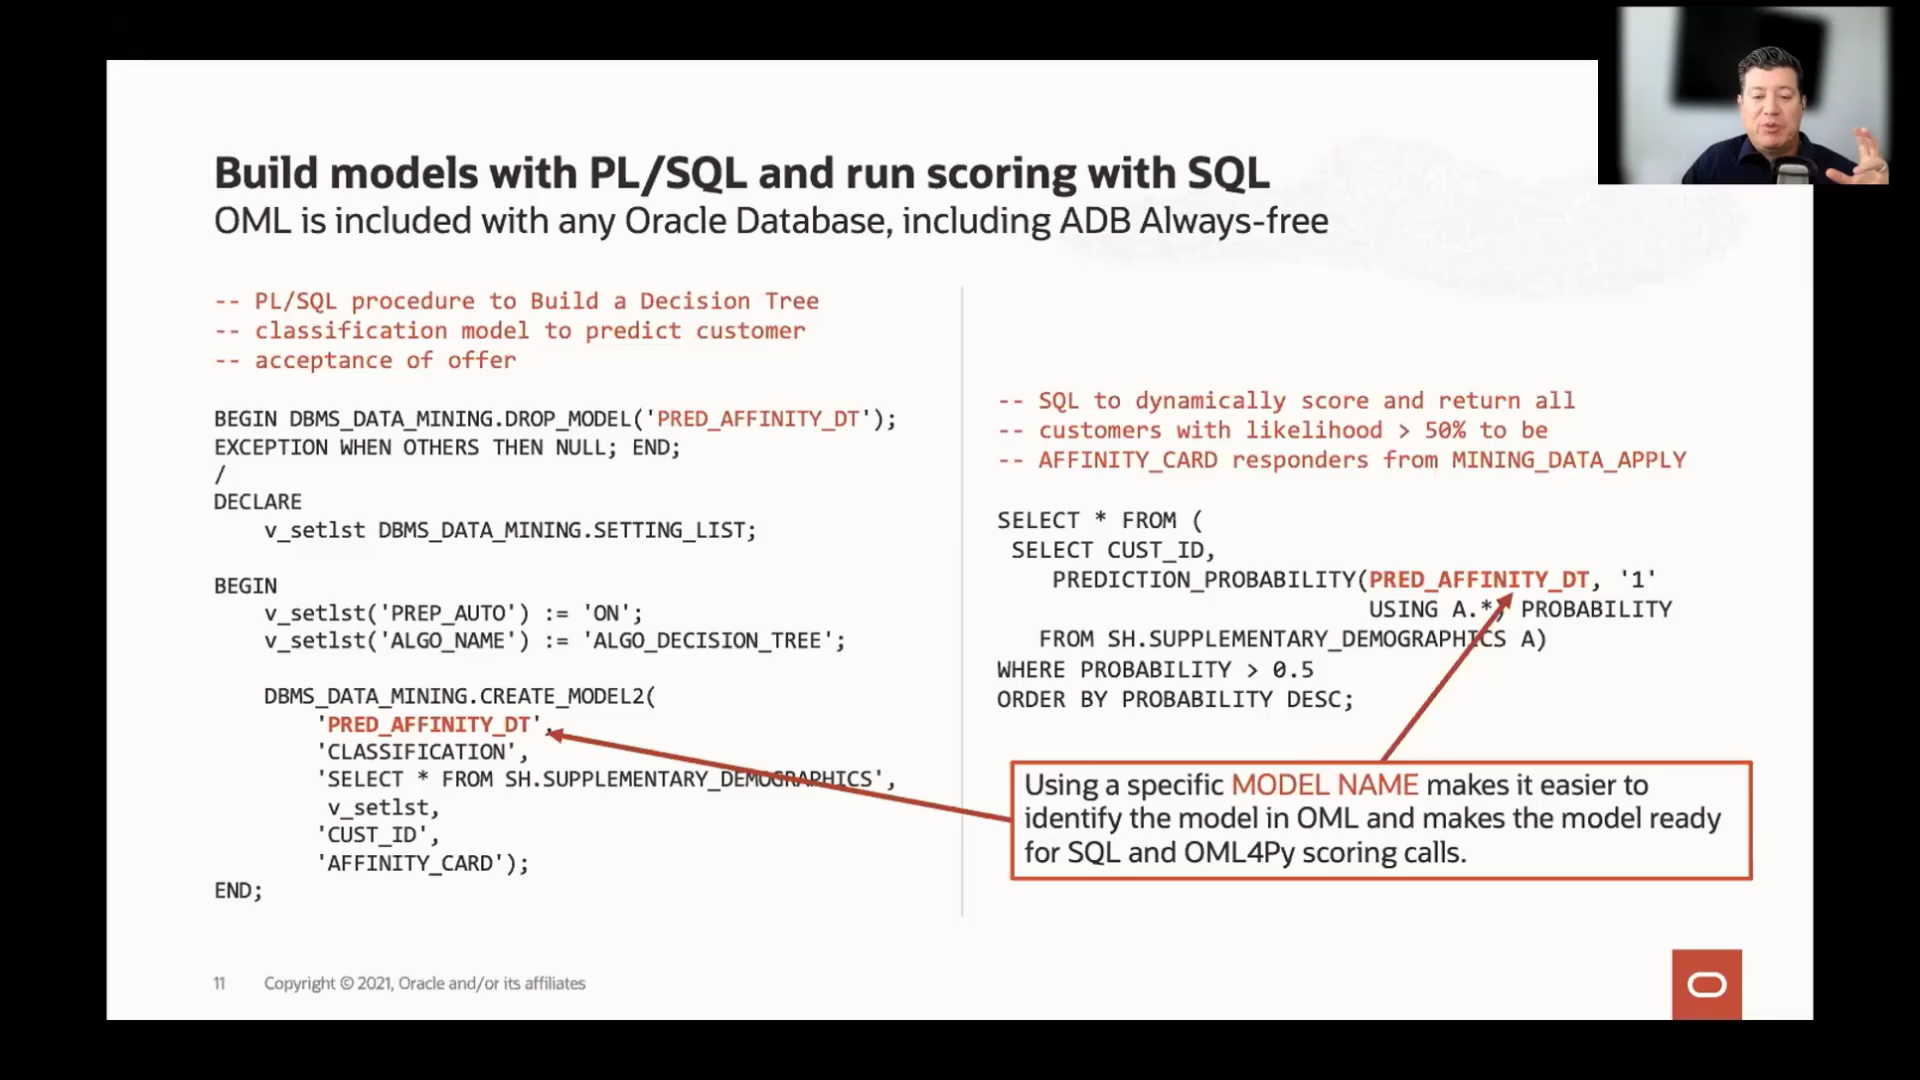 Build models with PL/SQL and run scoring with SQL
OML is included with any Oracle Database, including ADB Always-free
-- PL/SQL procedure to Build a Decision Tree
-- classification model to predict customer
-- acceptance of offer
BEGIN DBMS_DATA_MINING.DROP_MODEL('PRED_AFFINITY_DT');
EXCEPTION WHEN OTHERS THEN NULL; END;
/
DECLARE
v_setlst DBMS_DATA_MINING.SETTING_LIST;
BEGIN
v_setlst('PREP_AUTO') := 'ON';
v_setlst('ALGO_NAME') := 'ALGO_DECISION_TREE';
DBMS_DATA_MINING.CREATE_MODEL2(
'PRED_AFFINITY_DT',
'CLASSIFICATION',
'SELECT * FROM SH.SUPPLEMENTARY_DEMOGRAPHICS',
v_setlst,
'CUST_ID',
'AFFINITY_CARD');
END;
-- SQL to dynamically score and return all
-- customers with likelihood > 50% to be
-- AFFINITY_CARD responders from MINING_DATA_APPLY
SELECT * FROM (
SELECT CUST_ID,
PREDICTION_PROBABILITY(PRED_AFFINITY_DT, '1'
USING A.*) PROBABILITY
FROM SH.SUPPLEMENTARY_DEMOGRAPHICS A)
WHERE PROBABILITY > 0.5
ORDER BY PROBABILITY DESC;
Using a specific MODEL NAME makes it easier to
identify the model in OML and makes the model ready
for SQL and OML4Py scoring calls.
11 Copyright © 2021, Oracle and/or its affiliates